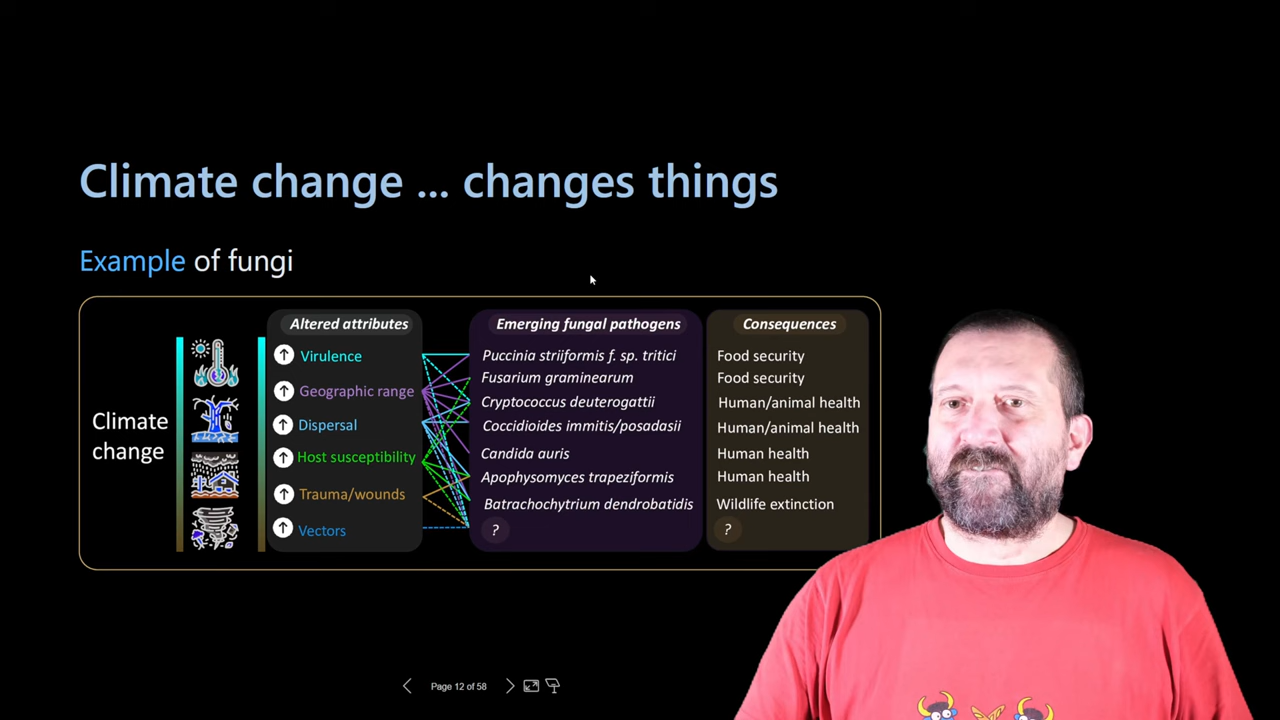 Climate change ... changes things
Example of fungi
Climate
change
Altered attributes
Virulence
Geographic range
Dispersal
Host susceptibility
Trauma/wounds
Vectors
Emerging fungal pathogens
Puccinia striiformis f. sp. tritici
Fusarium graminearum
Cryptococcus deuterogattii
Coccidioides immitis/posadasii
Candida auris
Apophysomyces trapeziformis
Batrachochytrium dendrobatidis
?
Consequences
Food security
Food security
Human/animal health
Human/animal health
Human health
Human health
Wildlife extinction
?
Page 12 of 58